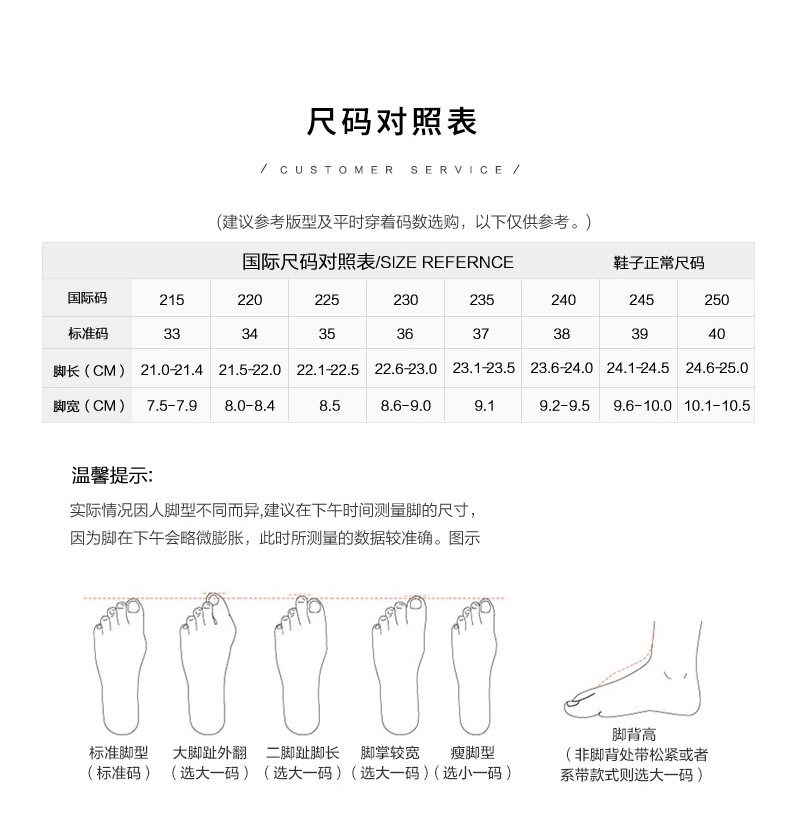 尺码对照表
/ CUSTOMER SERVICE /
(建议参考版型及平时穿着码数选购，以下仅供参考。)
国际尺码对照表/SIZE REFERNCE 鞋子正常尺码
国际码 215 220 225 230 235 240 245 250
标准码 33 34 35 36 37 38 39 40
脚长（CM） 21.0-21.4 21.5-22.0 22.1-22.5 22.6-23.0 23.1-23.5 23.6-24.0 24.1-24.5 24.6-25.0
脚宽（CM） 7.5-7.9 8.0-8.4 8.5 8.6-9.0 9.1 9.2-9.5 9.6-10.0 10.1-10.5
温馨提示:
实际情况因人脚型不同而异,建议在下午时间测量脚的尺寸，
因为脚在下午会略微膨胀，此时所测量的数据较准确。图示
标准脚型 大脚趾外翻 二脚趾脚长 脚掌较宽 瘦脚型
（标准码）（选大一码）（选大一码）（选大一码）（选小一码）
脚背高
（非脚背处带松紧或者
系带款式则选大一码）